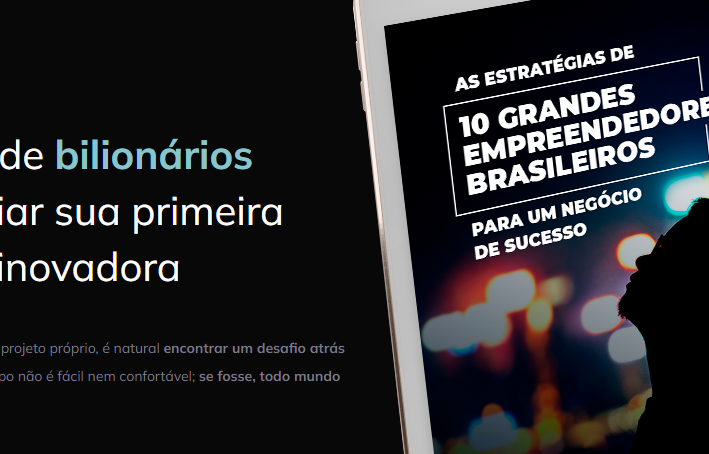 de bilionários
iar sua primeira
inovadora
projeto próprio, é natural encontrar um desafio atrás
po não é fácil nem confortável; se fosse, todo mundo
AS ESTRATÉGIAS DE
10 GRANDES
EMPREENDEDORE
BRASILEIROS
PARA UM NEGÓCIO
DE SUCESSO